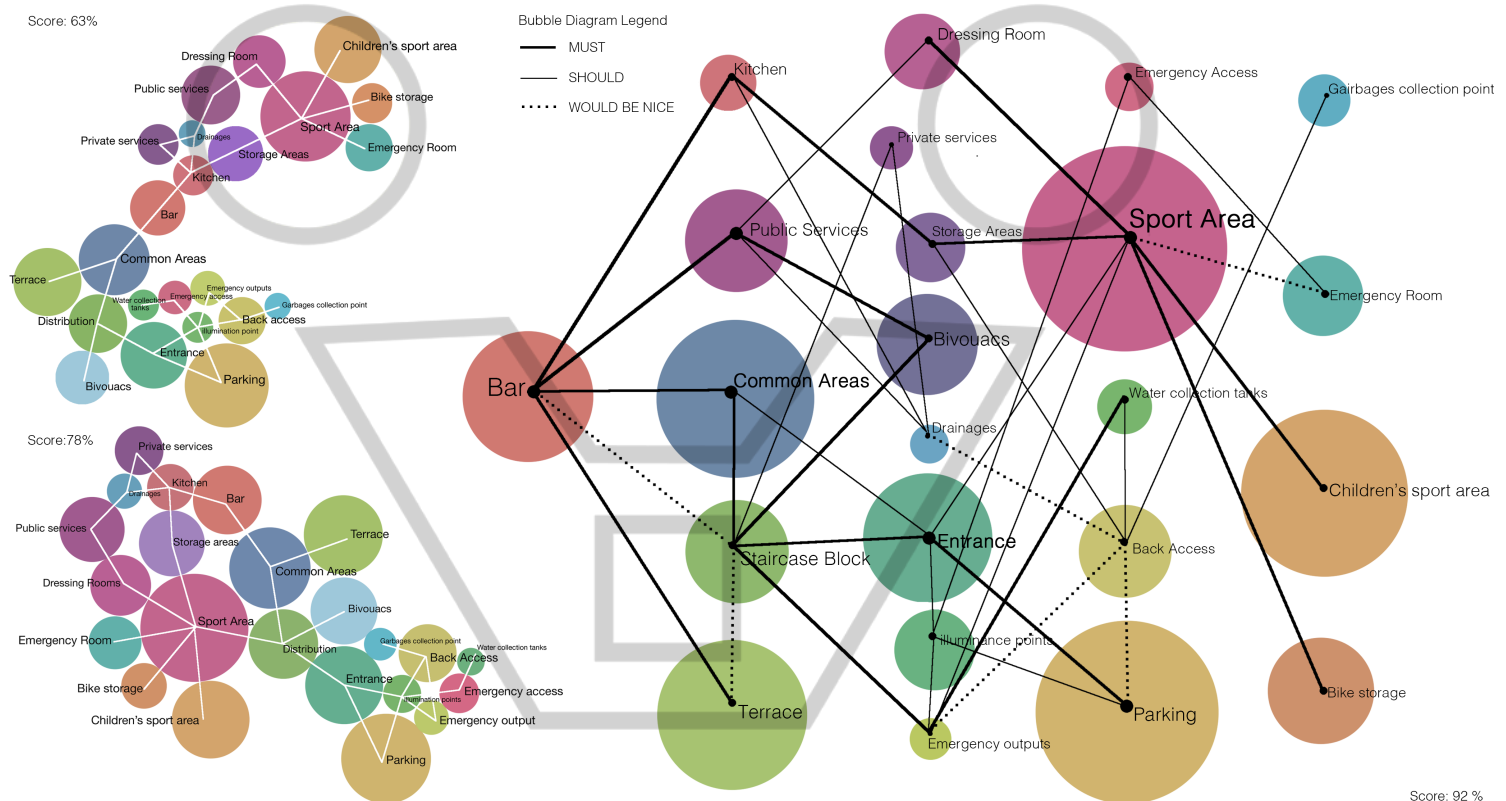 Score: 63%
Children's sport area
Dressing Room
Public services
Bike storage
Sport Area
Drainages
Private services
Emergency Room
Storage Areas
Kitchen
Bar
Common Areas
Terrace
Emergency outputs
Emergency access
Water collection
tanks
Garbages collection point
Distribution
Back access
Illumination point
Entrance
Parking
Bivouacs
Score:78%
Private services
Kitchen
Drainages
Bar
Public services
Terrace
Storage areas
Common Areas
Dressing Rooms
Bivouacs
Sport Area
Emergency Room
Garbages collection point
Distribution
Water collection tanks
Back Access
Entrance
Bike storage
Emergency access
illumination points
Children's sport area
Emergency output
Parking
Bubble Diagram Legend
MUST
SHOULD
WOULD BE NICE
Dressing Room
Kitchen
Emergency Access
Gairbages collection point
Private services
Sport Area
Public Services
Storage Areas
Emergency Room
Bivouacs
Bar
Common Areas
Water collection tanks
Drainages
Children's sport area
Entrance
Staircase Block
Back Access
illuminance points
Bike storage
Terrace
Parking
Emergency outputs
Score: 92 %